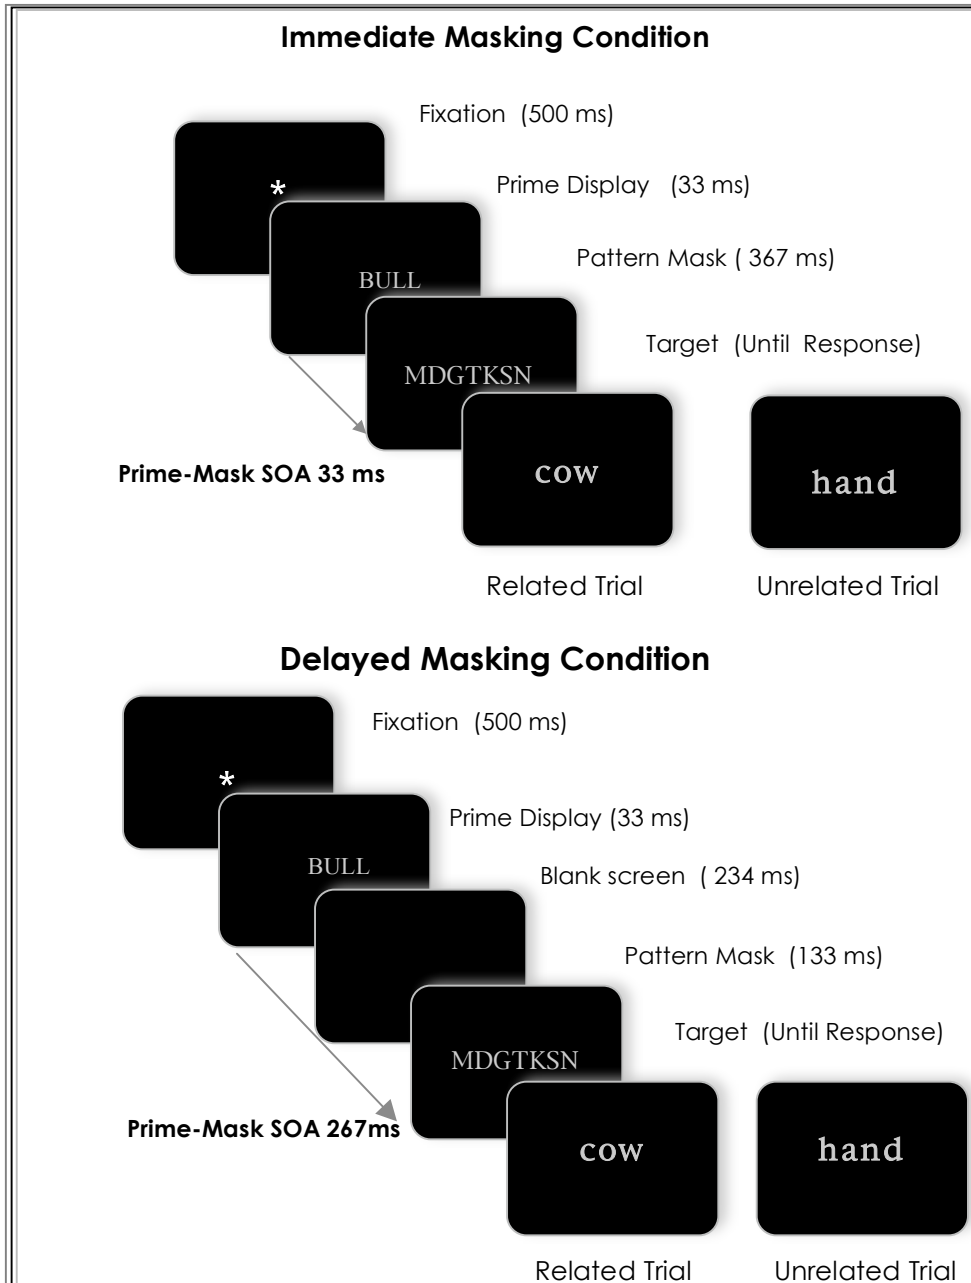 Immediate Masking Condition
Fixation (500 ms)
*
Prime Display (33 ms)
BULL
Pattern Mask ( 367 ms)
MDGTKSN
Target (Until Response)
Prime-Mask SOA 33 ms
cow
hand
Related Trial
Unrelated Trial
Delayed Masking Condition
Fixation (500 ms)
*
Prime Display (33 ms)
BULL
Blank screen ( 234 ms)
Pattern Mask (133 ms)
MDGTKSN
Target (Until Response)
Prime-Mask SOA 267ms
cow
hand
Related Trial
Unrelated Trial